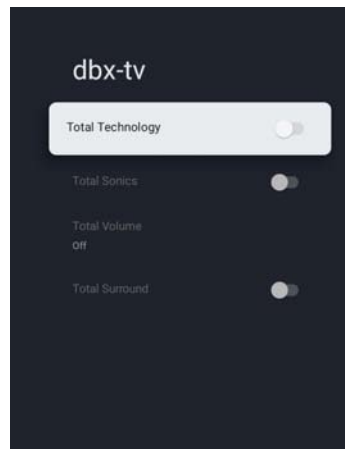 dbx-tv
Total Technology
Total Sonics
Total Volume
Off
Total Surround